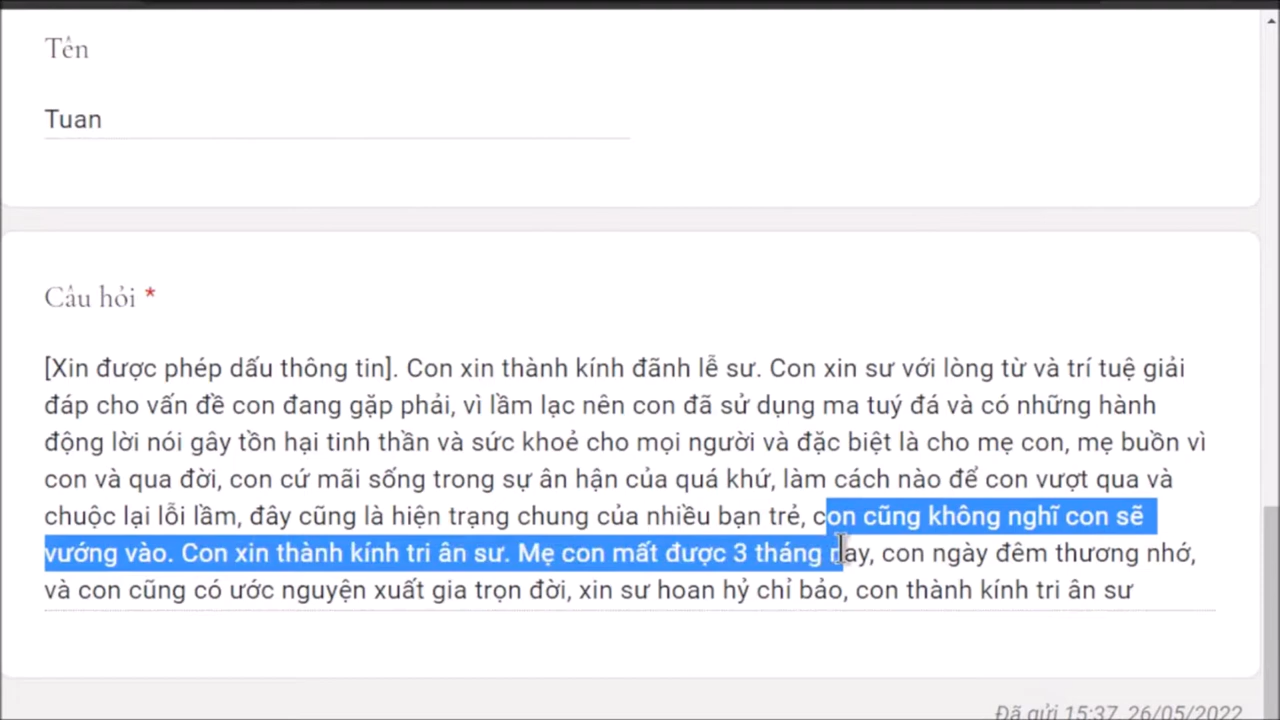 Tên
Tuan
Câu hỏi *
[Xin được phép dấu thông tin]. Con xin thành kính đãnh lễ sư. Con xin sư với lòng từ và trí tuệ giải
đáp cho vấn đề con đang gặp phải, vì lầm lạc nên con đã sử dụng ma tuý đá và có những hành
động lời nói gây tồn hại tinh thần và sức khoẻ cho mọi người và đặc biệt là cho mẹ con, mẹ buồn vì
con và qua đời, con cứ mãi sống trong sự ân hận của quá khứ, làm cách nào để con vượt qua và
chuộc lại lỗi lầm, đây cũng là hiện trạng chung của nhiều bạn trẻ, con cũng không nghĩ con sẽ
vướng vào. Con xin thành kính tri ân sư. Mẹ con mất được 3 tháng nay, con ngày đêm thương nhớ,
và con cũng có ước nguyện xuất gia trọn đời, xin sư hoan hỷ chỉ bảo, con thành kính tri ân sư
Đã gửi 15:37, 26/05/2022